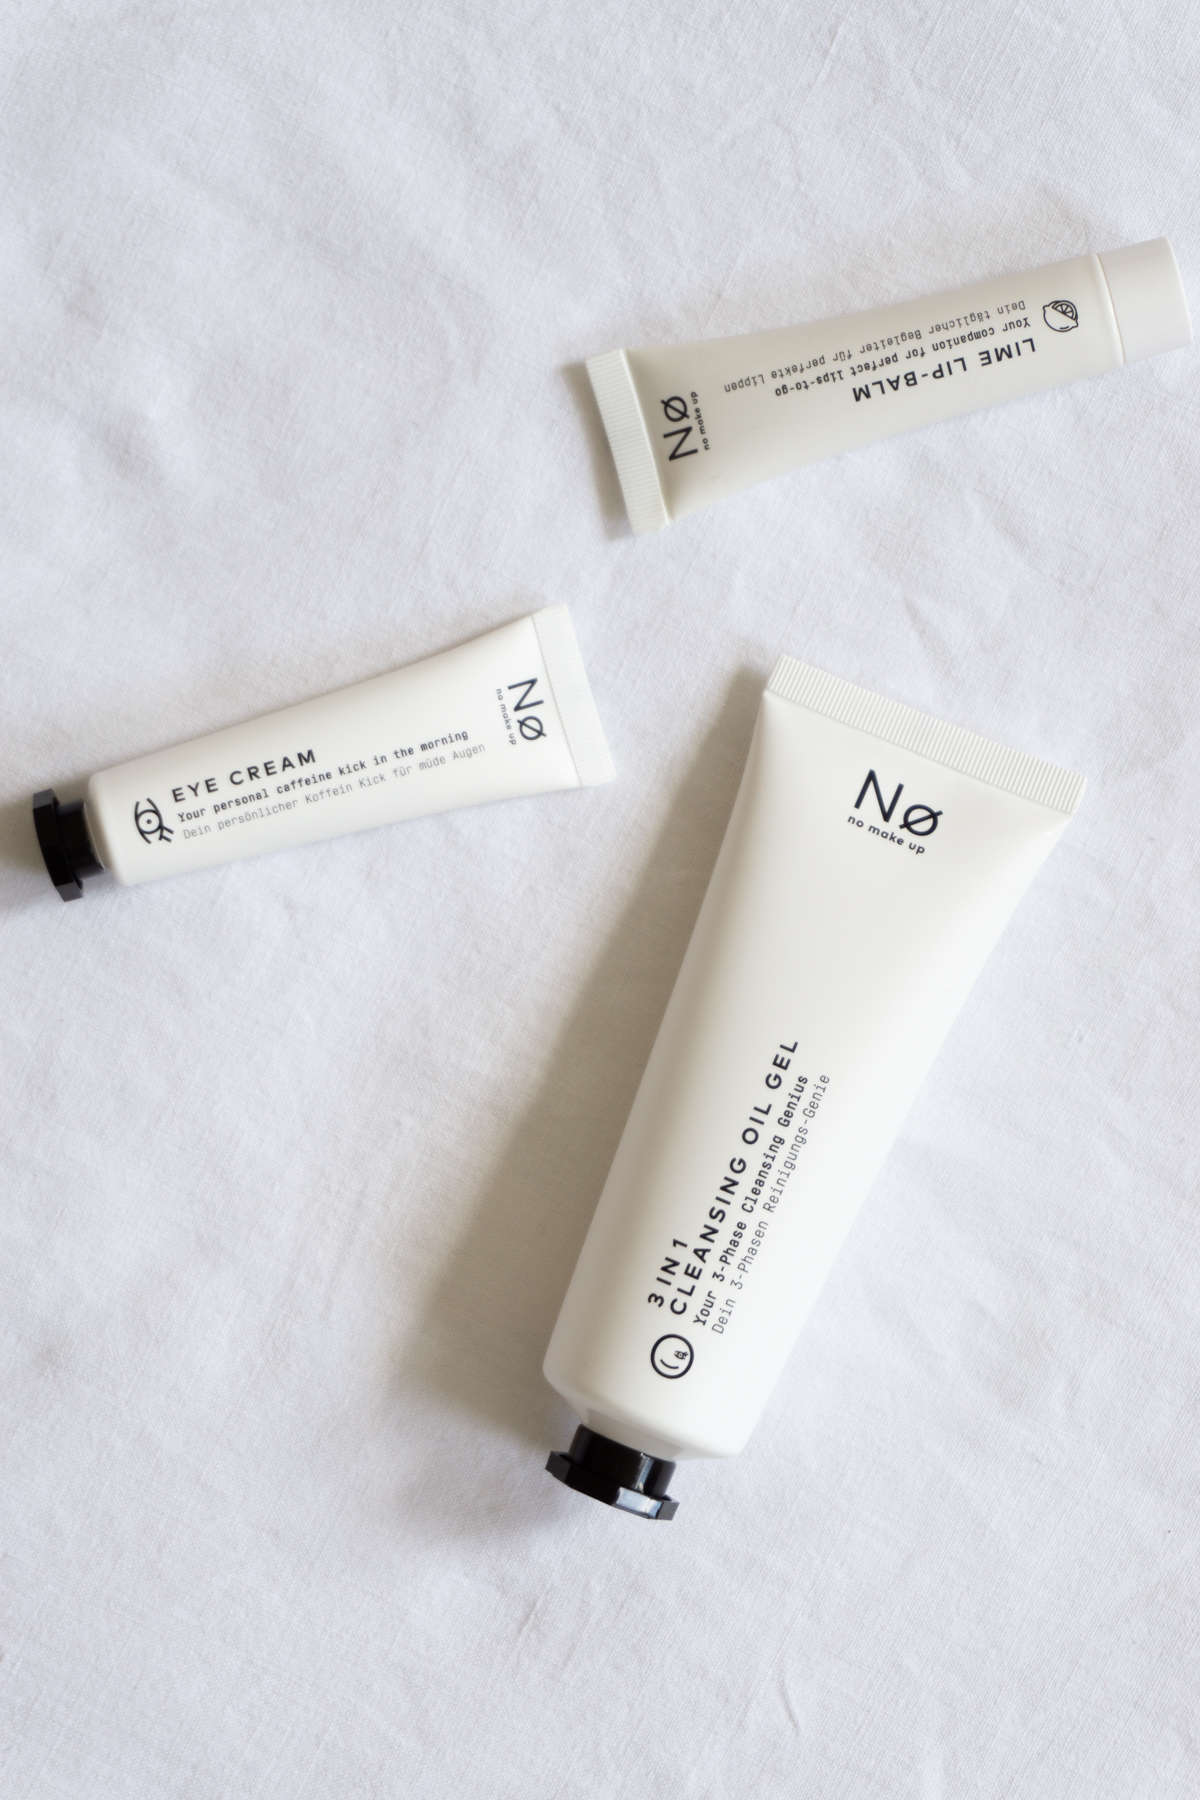 LIME LIP-BALM
Your companion for perfect lips-to-go
Dein täglicher Begleiter für perfekte Lippen
NØ
no make up
EYE CREAM
Your personal caffeine kick in the morning
Dein persönlicher Koffein Kick für müde Augen
NØ
no make up
NØ
no make up
3 IN 1
CLEANSING OIL GEL
Your 3-Phase Cleansing Genius
Dein 3-Phasen Reinigungs-Genie